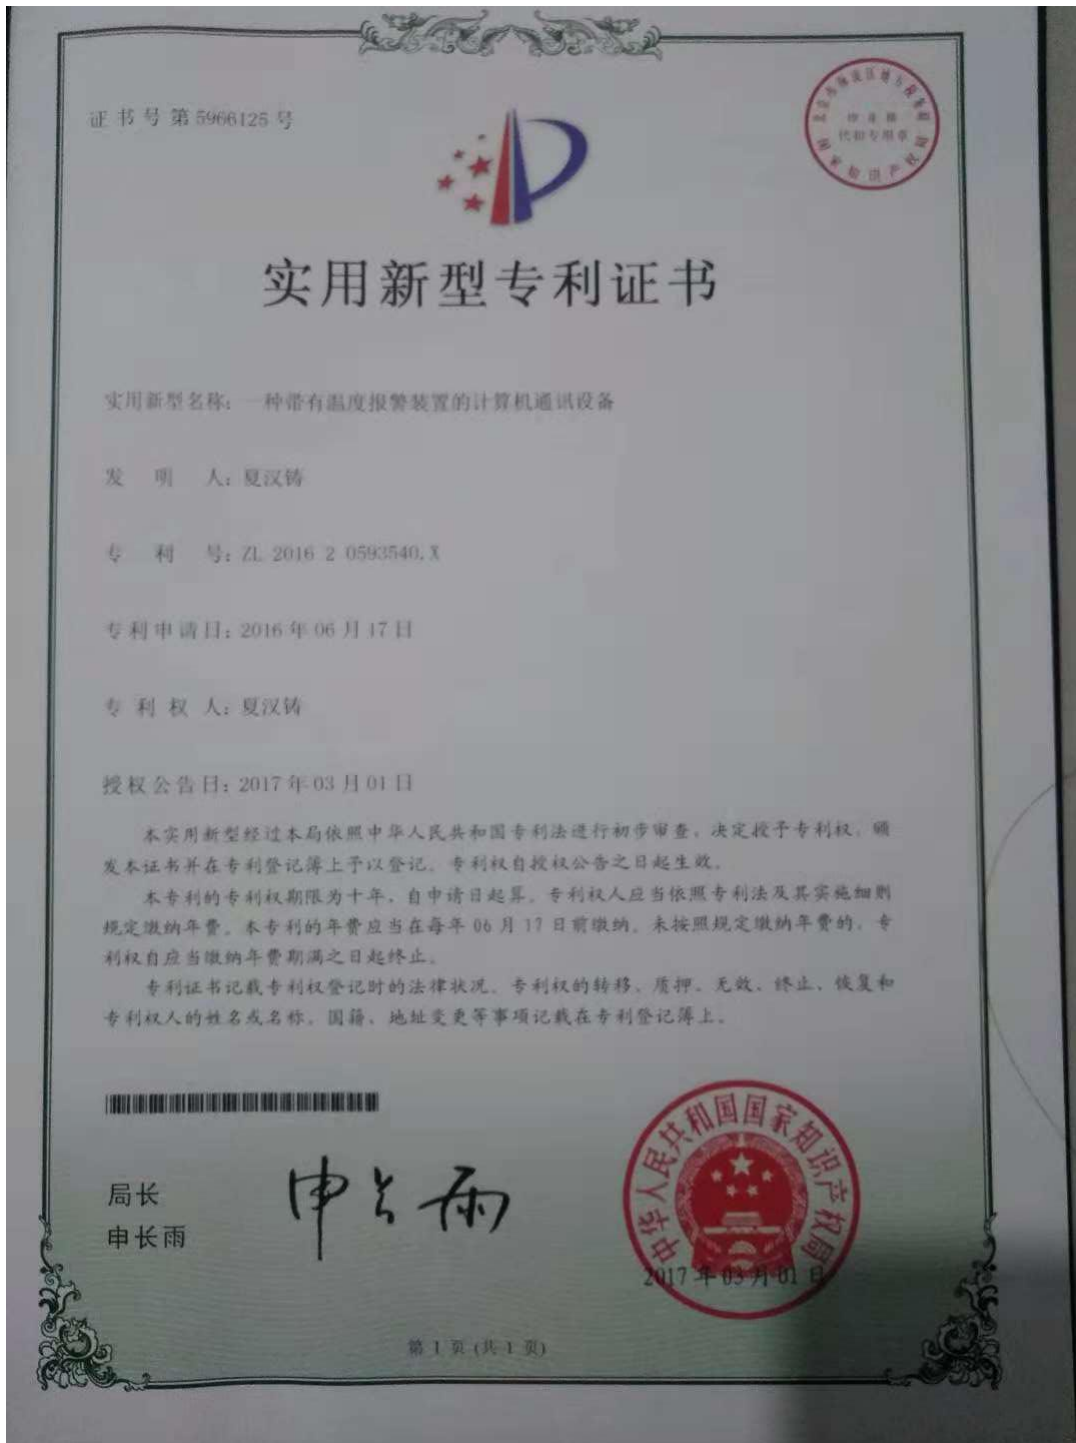 证书号第5966125号
国家知识产权局
代扣专用章
实用新型专利证书
实用新型名称：一种带有温度报警装置的计算机通讯设备
发 明 人：夏汉铸
专 利 号：ZL 2016 2 0593540.X
专利申请日：2016年06月17日
专 利 权 人：夏汉铸
授权公告日：2017年03月01日
本实用新型经过本局依照中华人民共和国专利法进行初步审查，决定授予专利权，颁
发本证书并在专利登记簿上予以登记。专利权自授权公告之日起生效。
本专利的专利权期限为十年，自申请日起算。专利权人应当依照专利法及其实施细则
规定缴纳年费。本专利的年费应当在每年06月17日前缴纳。未按照规定缴纳年费的，专
利权自应当缴纳年费期满之日起终止。
专利证书记载专利权登记时的法律状况。专利权的转移、质押、无效、终止、恢复和
专利权人的姓名或名称、国籍、地址变更等事项记载在专利登记簿上。
局长
申长雨
申长雨
中华人民共和国国家知识产权局
2017年03月01日
第1页(共1页)